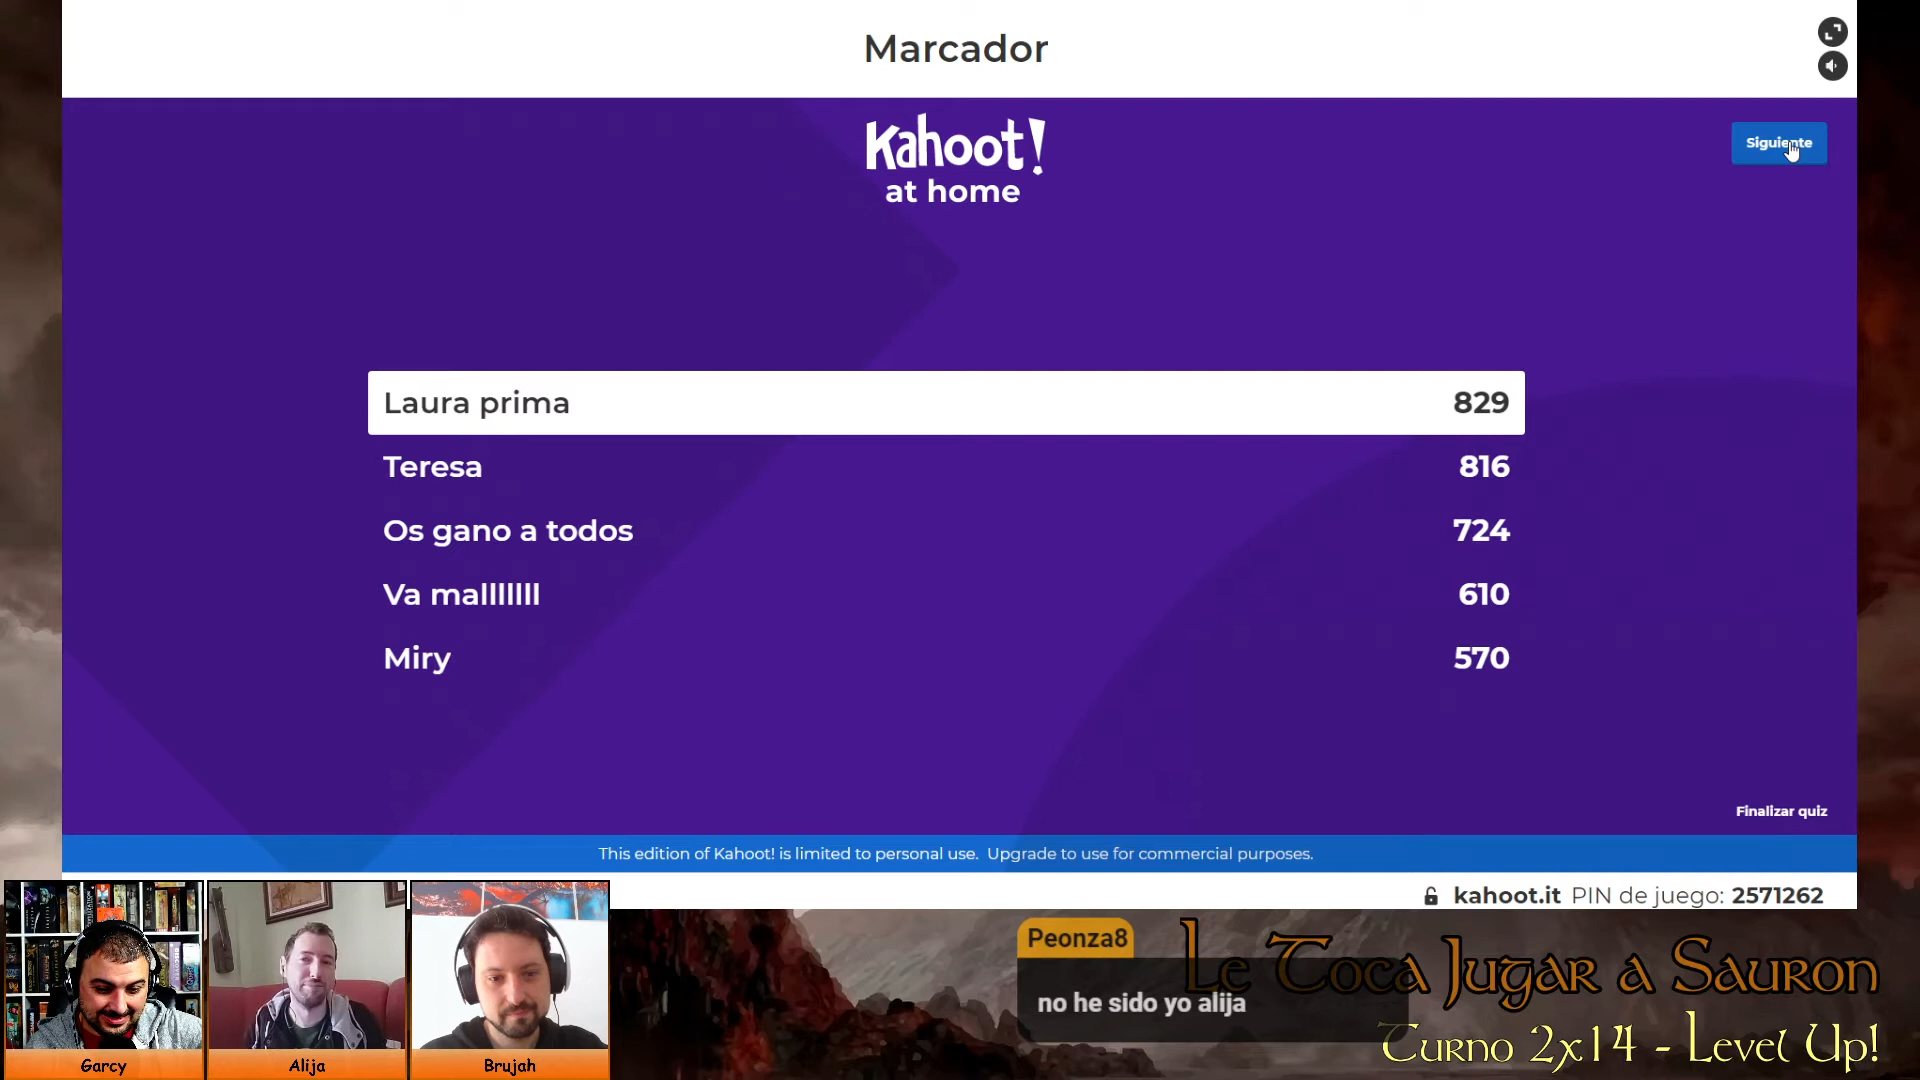 Marcador
Kahoot!
at home
Siguiente
Laura prima 829
Teresa 816
Os gano a todos 724
Va malllllll 610
Miry 570
Finalizar quiz
This edition of Kahoot! is limited to personal use. Upgrade to use for commercial purposes.
kahoot.it PIN de juego: 2571262
Peonza8
no he sido yo alija
Le Toca Jugar a Sauron
Turno 2x14 - Level Up!
Garcy
Alija
Brujah